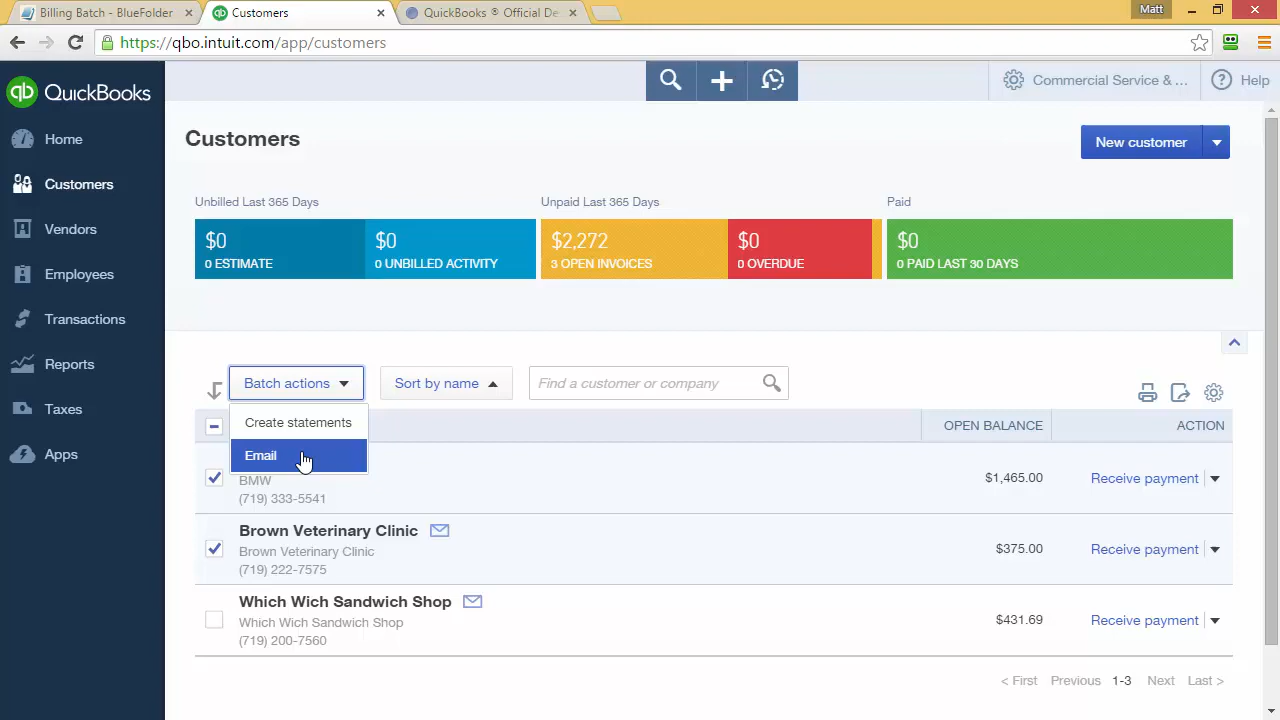 Billing Batch - BlueFolder
Customers
QuickBooks ® Official De
Matt
https://qbo.intuit.com/app/customers
qb QuickBooks
Commercial Service & ...
Help
Home
Customers
Vendors
Employees
Transactions
Reports
Taxes
Apps
Customers
New customer
Unbilled Last 365 Days
Unpaid Last 365 Days
Paid
$0
0 ESTIMATE
$0
0 UNBILLED ACTIVITY
$2,272
3 OPEN INVOICES
$0
0 OVERDUE
$0
0 PAID LAST 30 DAYS
Batch actions
Sort by name
Find a customer or company
Create statements
Email
OPEN BALANCE
ACTION
BMW
(719) 333-5541
$1,465.00
Receive payment
Brown Veterinary Clinic
Brown Veterinary Clinic
(719) 222-7575
$375.00
Receive payment
Which Wich Sandwich Shop
Which Wich Sandwich Shop
(719) 200-7560
$431.69
Receive payment
< First Previous 1-3 Next Last >